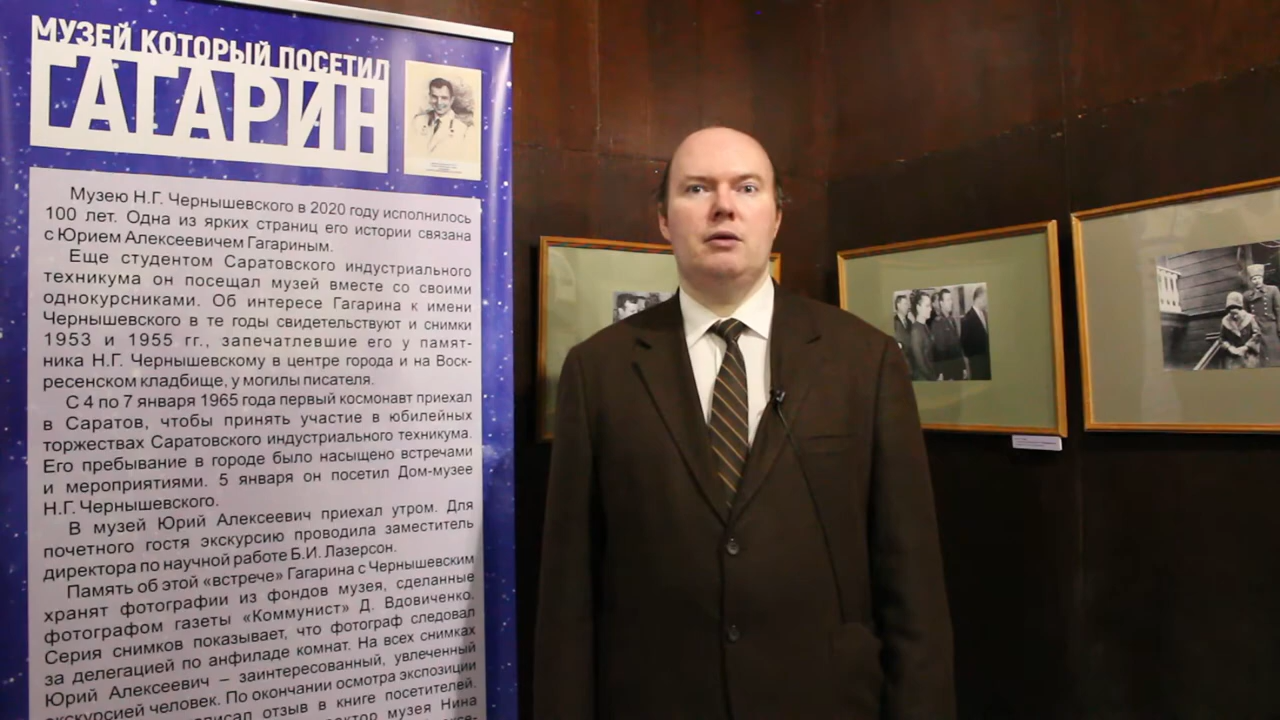 МУЗЕЙ КОТОРЫЙ ПОСЕТИЛ
ГАГАРИН
Музею Н.Г. Чернышевского в 2020 году исполнилось
100 лет. Одна из ярких страниц его истории связана
с Юрием Алексеевичем Гагариным.
Еще студентом Саратовского индустриального
техникума он посещал музей вместе со своими
однокурсниками. Об интересе Гагарина к имени
Чернышевского в те годы свидетельствуют и снимки
1953 и 1955 гг., запечатлевшие его у памят-
ника Н.Г. Чернышевскому в центре города и на Вос-
кресенском кладбище, у могилы писателя.
С 4 по 7 января 1965 года первый космонавт приехал
в Саратов, чтобы принять участие в юбилейных
торжествах Саратовского индустриального техникума.
Его пребывание в городе было насыщено встречами
и мероприятиями. 5 января он посетил Дом-музее
Н.Г. Чернышевского.
В музей Юрий Алексеевич приехал утром. Для
почетного гостя экскурсию проводила заместитель
директора по научной работе Б.И. Лазерсон.
Память об этой «встрече» Гагарина с Чернышевским
хранят фотографии из фондов музея, сделанные
фотографом газеты «Коммунист» Д. Вдовиченко.
Серия снимков показывает, что фотограф следовал
за делегацией по анфиладе комнат. На всех снимках
Юрий Алексеевич – заинтересованный, увлеченный
экскурсией человек. По окончании осмотра экспозиции
отзыв в книге посетителей.
музея Нина